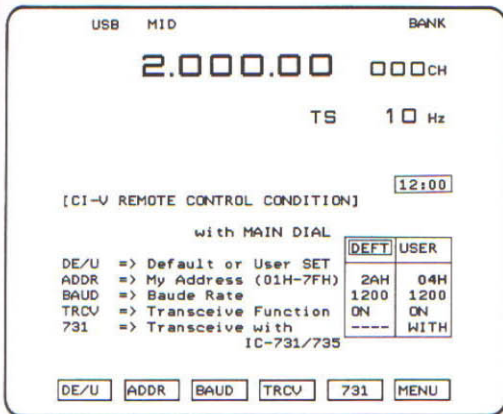 USB MID BANK
2.000.00 000CH
TS 10 Hz
12:00
[CI-V REMOTE CONTROL CONDITION]
with MAIN DIAL
DEFT USER
DE/U => Default or User SET
ADDR => My Address (01H-7FH) 2AH 04H
BAUD => Baude Rate 1200 1200
TRCV => Transceive Function ON ON
731 => Transceive with ---- WITH
IC-731/735
DE/U ADDR BAUD TRCV 731 MENU